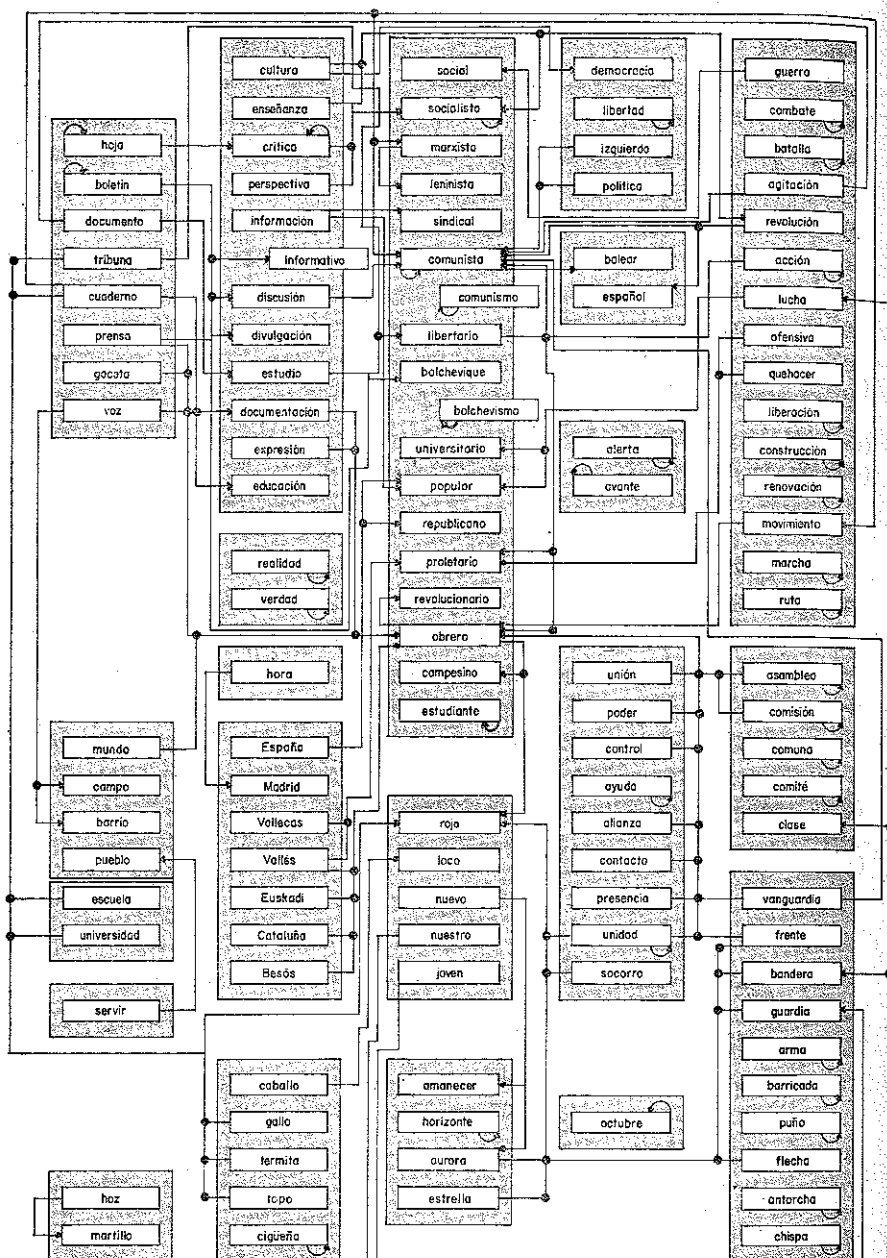 hoja
boletín
documento
tribuna
cuaderno
prensa
gaceta
voz
mundo
campo
barrio
pueblo
escuela
universidad
servir
hoz
martillo
cultura
enseñanza
crítica
perspectiva
información
informativo
discusión
divulgación
estudio
documentación
expresión
educación
realidad
verdad
hora
España
Madrid
Vallecas
Vallés
Euskadi
Cataluña
Besós
caballo
gallo
termita
topo
cigüeña
social
socialista
marxista
leninista
sindical
comunista
comunismo
libertario
bolchevique
bolchevismo
universitario
popular
republicano
proletario
revolucionario
obrero
campesino
estudiante
rojo
loco
nuevo
nuestro
joven
amanecer
horizonte
aurora
estrella
democracia
libertad
izquierda
política
balear
español
alerta
avante
unión
poder
control
ayuda
alianza
contacto
presencia
unidad
socorro
octubre
guerra
combate
batalla
agitación
revolución
acción
lucha
ofensiva
quehacer
liberación
construcción
renovación
movimiento
marcha
ruta
asamblea
comisión
comuna
comité
clase
vanguardia
frente
bandera
guardia
arma
barricada
puño
flecha
antorcha
chispa